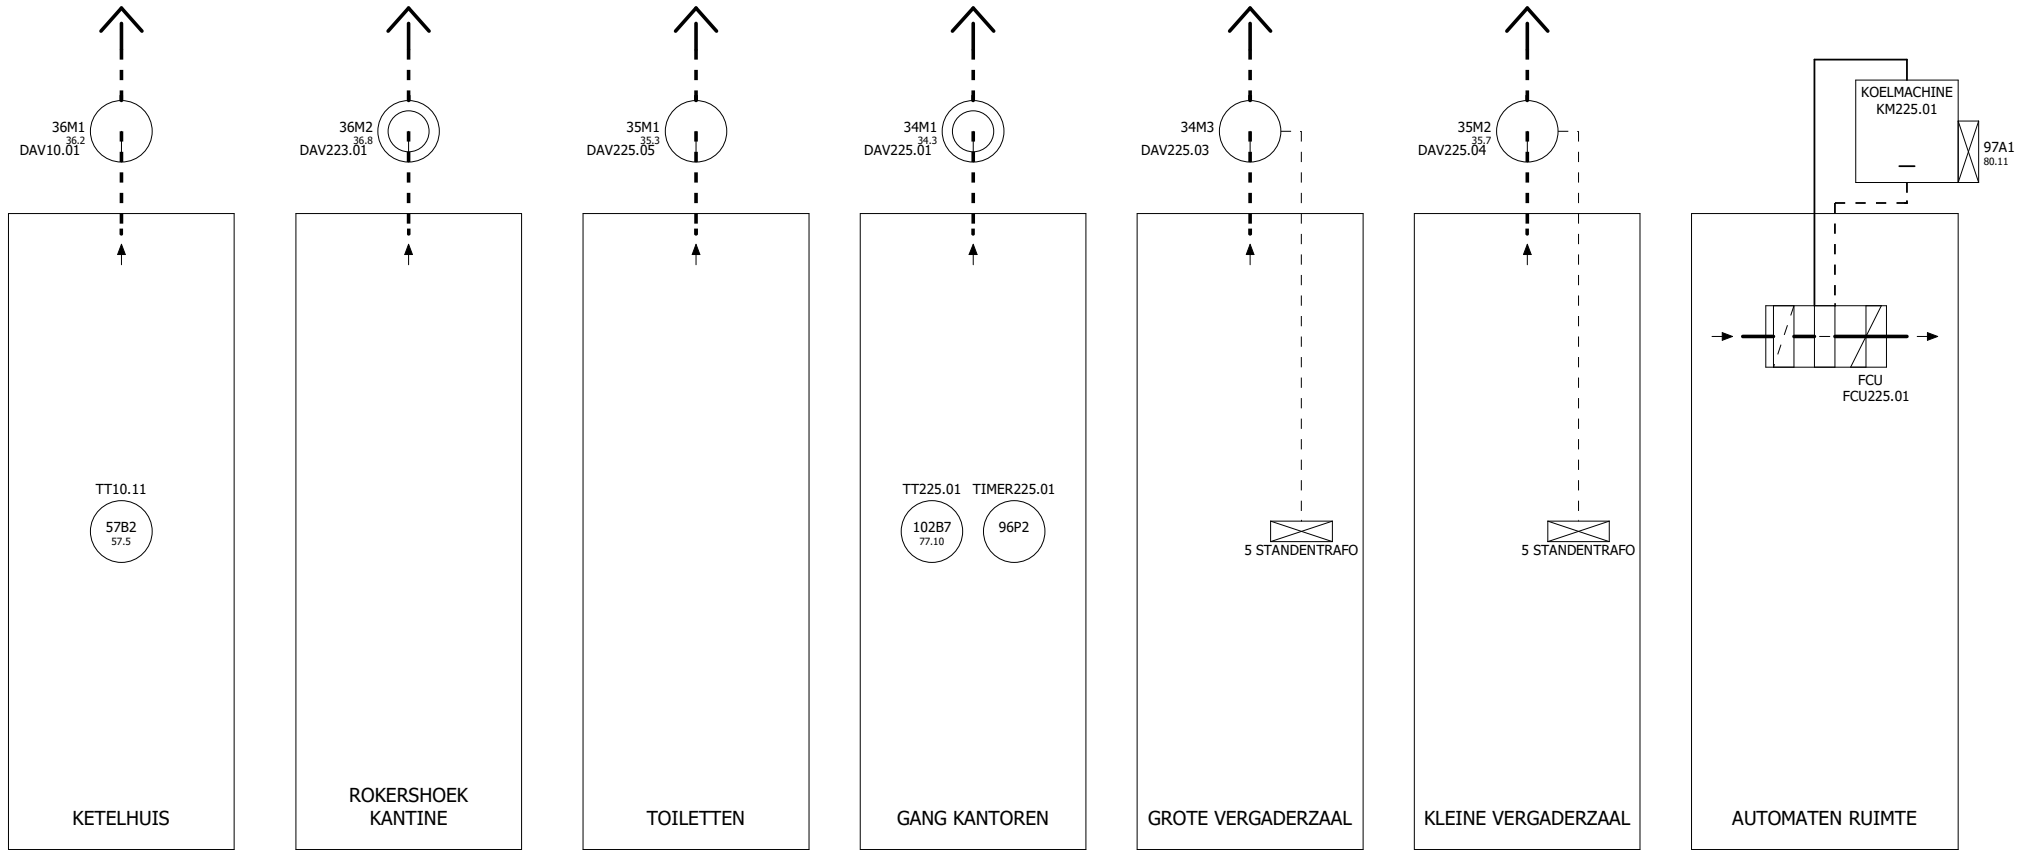 36M1
36.2
DAV10.01
36M2
36.8
DAV223.01
35M1
35.3
DAV225.05
34M1
34.3
DAV225.01
34M3
DAV225.03
35M2
35.7
DAV225.04
KOELMACHINE
KM225.01
97A1
80.11
FCU
FCU225.01
TT10.11
57B2
57.5
TT225.01
102B7
77.10
TIMER225.01
96P2
5 STANDENTRAFO
5 STANDENTRAFO
KETELHUIS
ROKERSHOEK
KANTINE
TOILETTEN
GANG KANTOREN
GROTE VERGADERZAAL
KLEINE VERGADERZAAL
AUTOMATEN RUIMTE